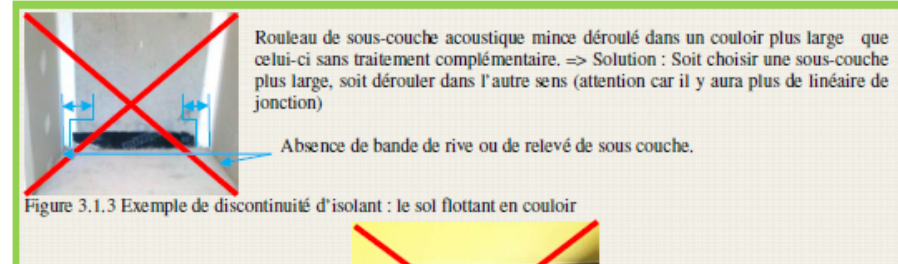 Rouleau de sous-couche acoustique mince déroulé dans un couloir plus large que
celui-ci sans traitement complémentaire. => Solution : Soit choisir une sous-couche
plus large, soit dérouler dans l'autre sens (attention car il y aura plus de linéaire de
jonction)
Absence de bande de rive ou de relevé de sous couche.
Figure 3.1.3 Exemple de discontinuité d'isolant : le sol flottant en couloir